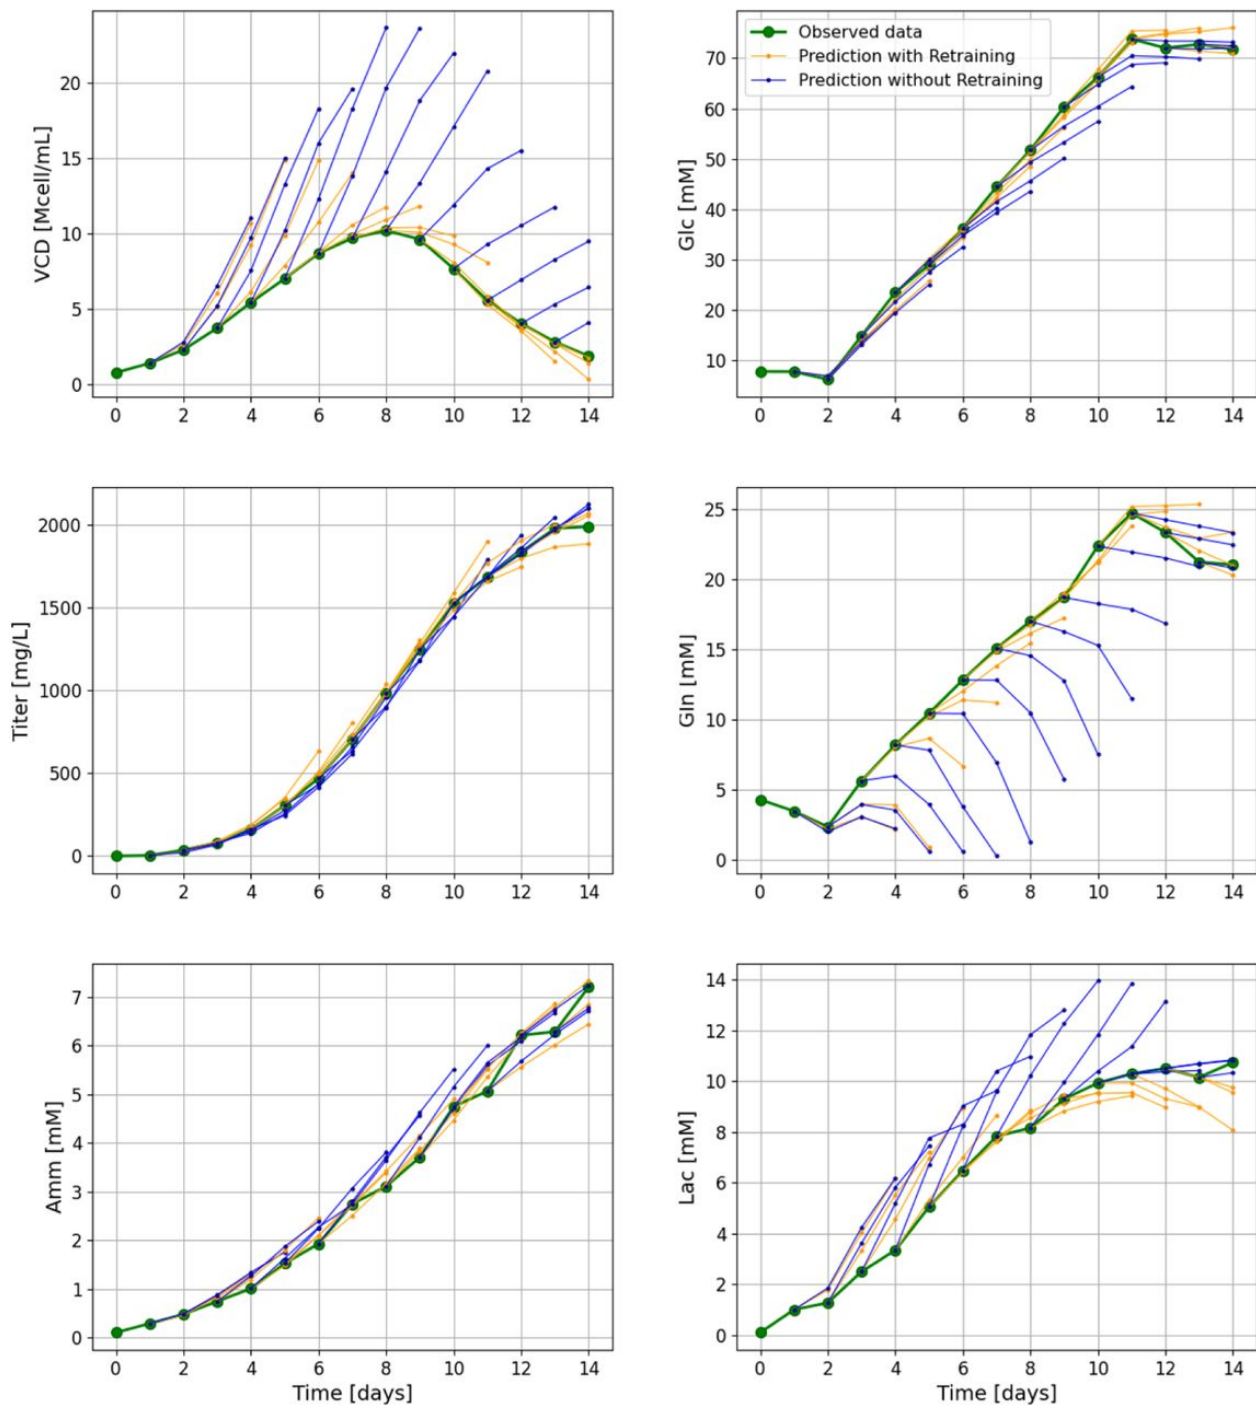 VCD [Mcell/mL]
20
15
10
5
0
0 2 4 6 8 10 12 14
Glc [mM]
70
60
50
40
30
20
10
0 2 4 6 8 10 12 14
Observed data
Prediction with Retraining
Prediction without Retraining
Titer [mg/L]
2000
1500
1000
500
0
0 2 4 6 8 10 12 14
Gln [mM]
25
20
15
10
5
0
0 2 4 6 8 10 12 14
Amm [mM]
7
6
5
4
3
2
1
0
0 2 4 6 8 10 12 14
Time [days]
Lac [mM]
14
12
10
8
6
4
2
0
0 2 4 6 8 10 12 14
Time [days]